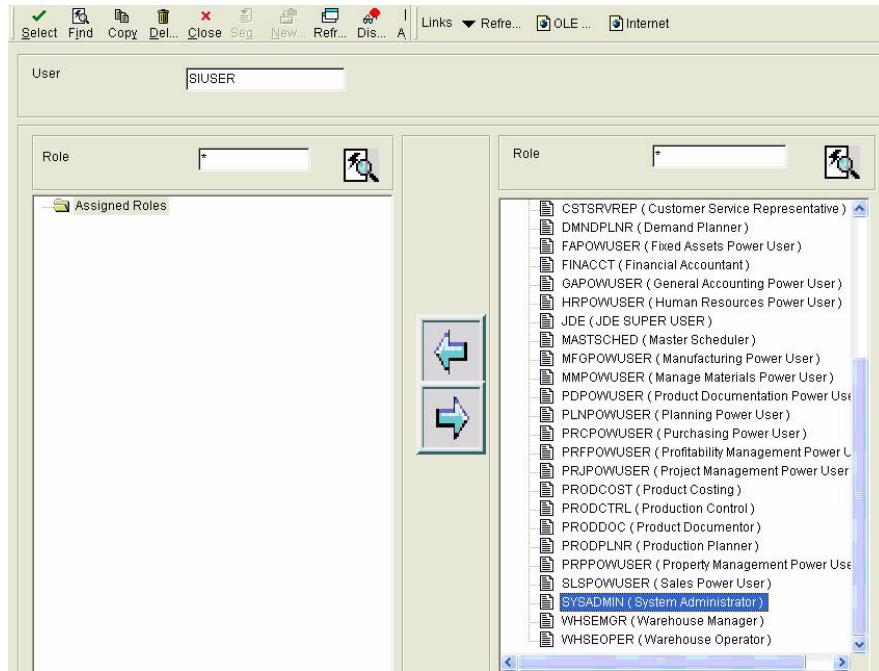 Select Find Copy Del... Close Seq... New... Refr... Dis... A Links Refre... OLE ... Internet
User SIUSER
Role *
Assigned Roles
Role *
CSTSRVREP ( Customer Service Representative )
DMNDPLNR ( Demand Planner )
FAPOWUSER ( Fixed Assets Power User )
FINACCT ( Financial Accountant )
GAPOWUSER ( General Accounting Power User )
HRPOWUSER ( Human Resources Power User )
JDE ( JDE SUPER USER )
MASTSCHED ( Master Scheduler )
MFGPOWUSER ( Manufacturing Power User )
MMPOWUSER ( Manage Materials Power User )
PDPOWUSER ( Product Documentation Power Use
PLNPOWUSER ( Planning Power User )
PRCPOWUSER ( Purchasing Power User )
PRFPOWUSER ( Profitability Management Power U
PRJPOWUSER ( Project Management Power User
PRODCOST ( Product Costing )
PRODCTRL ( Production Control )
PRODDOC ( Product Documentor )
PRODPLNR ( Production Planner )
PRPPOWUSER ( Property Management Power Use
SLSPOWUSER ( Sales Power User )
SYSADMIN ( System Administrator )
WHSEMGR ( Warehouse Manager )
WHSEOPER ( Warehouse Operator )